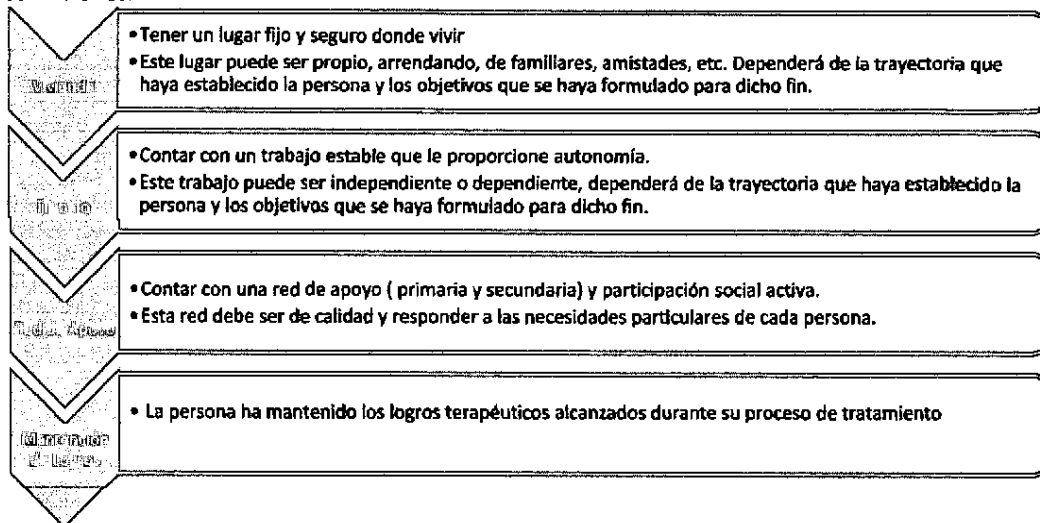 • Tener un lugar fijo y seguro donde vivir
• Este lugar puede ser propio, arrendando, de familiares, amistades, etc. Dependerá de la trayectoria que
haya establecido la persona y los objetivos que se haya formulado para dicho fin.
• Contar con un trabajo estable que le proporcione autonomía.
• Este trabajo puede ser independiente o dependiente, dependerá de la trayectoria que haya establecido la
persona y los objetivos que se haya formulado para dicho fin.
• Contar con una red de apoyo ( primaria y secundaria) y participación social activa.
• Esta red debe ser de calidad y responder a las necesidades particulares de cada persona.
• La persona ha mantenido los logros terapéuticos alcanzados durante su proceso de tratamiento